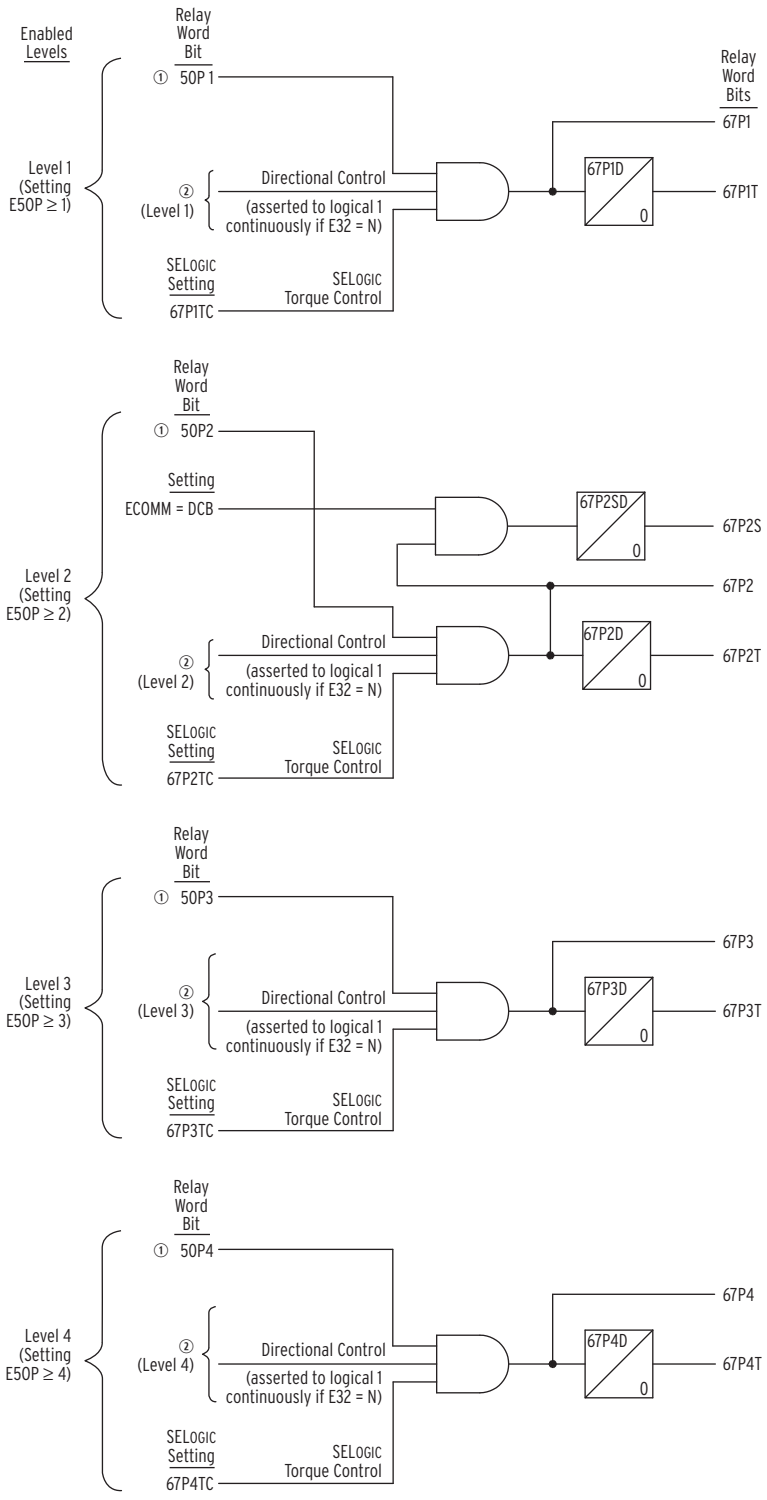 Enabled
Levels
Relay
Word
Bit
Relay
Word
Bits
① 50P1
67P1
Level 1
(Setting
E50P ≥ 1)
②
(Level 1)
Directional Control
(asserted to logical 1
continuously if E32 = N)
67P1D
0
67P1T
SELOGIC
Setting
67P1TC
SELOGIC
Torque Control
Relay
Word
Bit
① 50P2
Setting
ECOMM = DCB
67P2SD
0
67P2S
67P2
Level 2
(Setting
E50P ≥ 2)
②
(Level 2)
Directional Control
(asserted to logical 1
continuously if E32 = N)
67P2D
0
67P2T
SELOGIC
Setting
67P2TC
SELOGIC
Torque Control
Relay
Word
Bit
① 50P3
67P3
Level 3
(Setting
E50P ≥ 3)
②
(Level 3)
Directional Control
(asserted to logical 1
continuously if E32 = N)
67P3D
0
67P3T
SELOGIC
Setting
67P3TC
SELOGIC
Torque Control
Relay
Word
Bit
① 50P4
67P4
Level 4
(Setting
E50P ≥ 4)
②
(Level 4)
Directional Control
(asserted to logical 1
continuously if E32 = N)
67P4D
0
67P4T
SELOGIC
Setting
67P4TC
SELOGIC
Torque Control